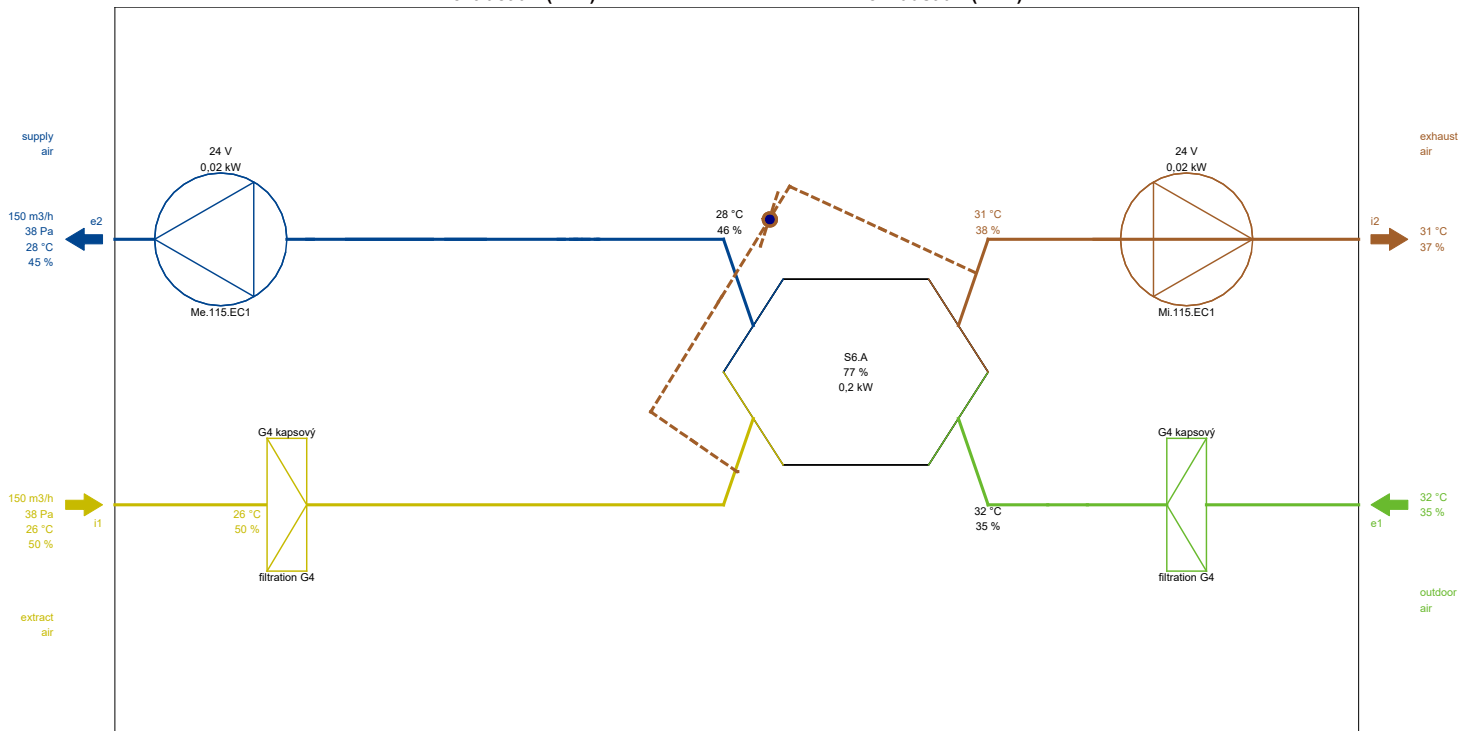 supply
air
24 V
0,02 kW
24 V
0,02 kW
exhaust
air
150 m3/h
38 Pa
28 °C
45 %
e2
28 °C
46 %
31 °C
38 %
i2
31 °C
37 %
Me.115.EC1
Mi.115.EC1
S6.A
77 %
0,2 kW
G4 kapsový
G4 kapsový
150 m3/h
38 Pa
26 °C
50 %
i1
26 °C
50 %
32 °C
35 %
32 °C
35 %
e1
filtration G4
filtration G4
extract
air
outdoor
air